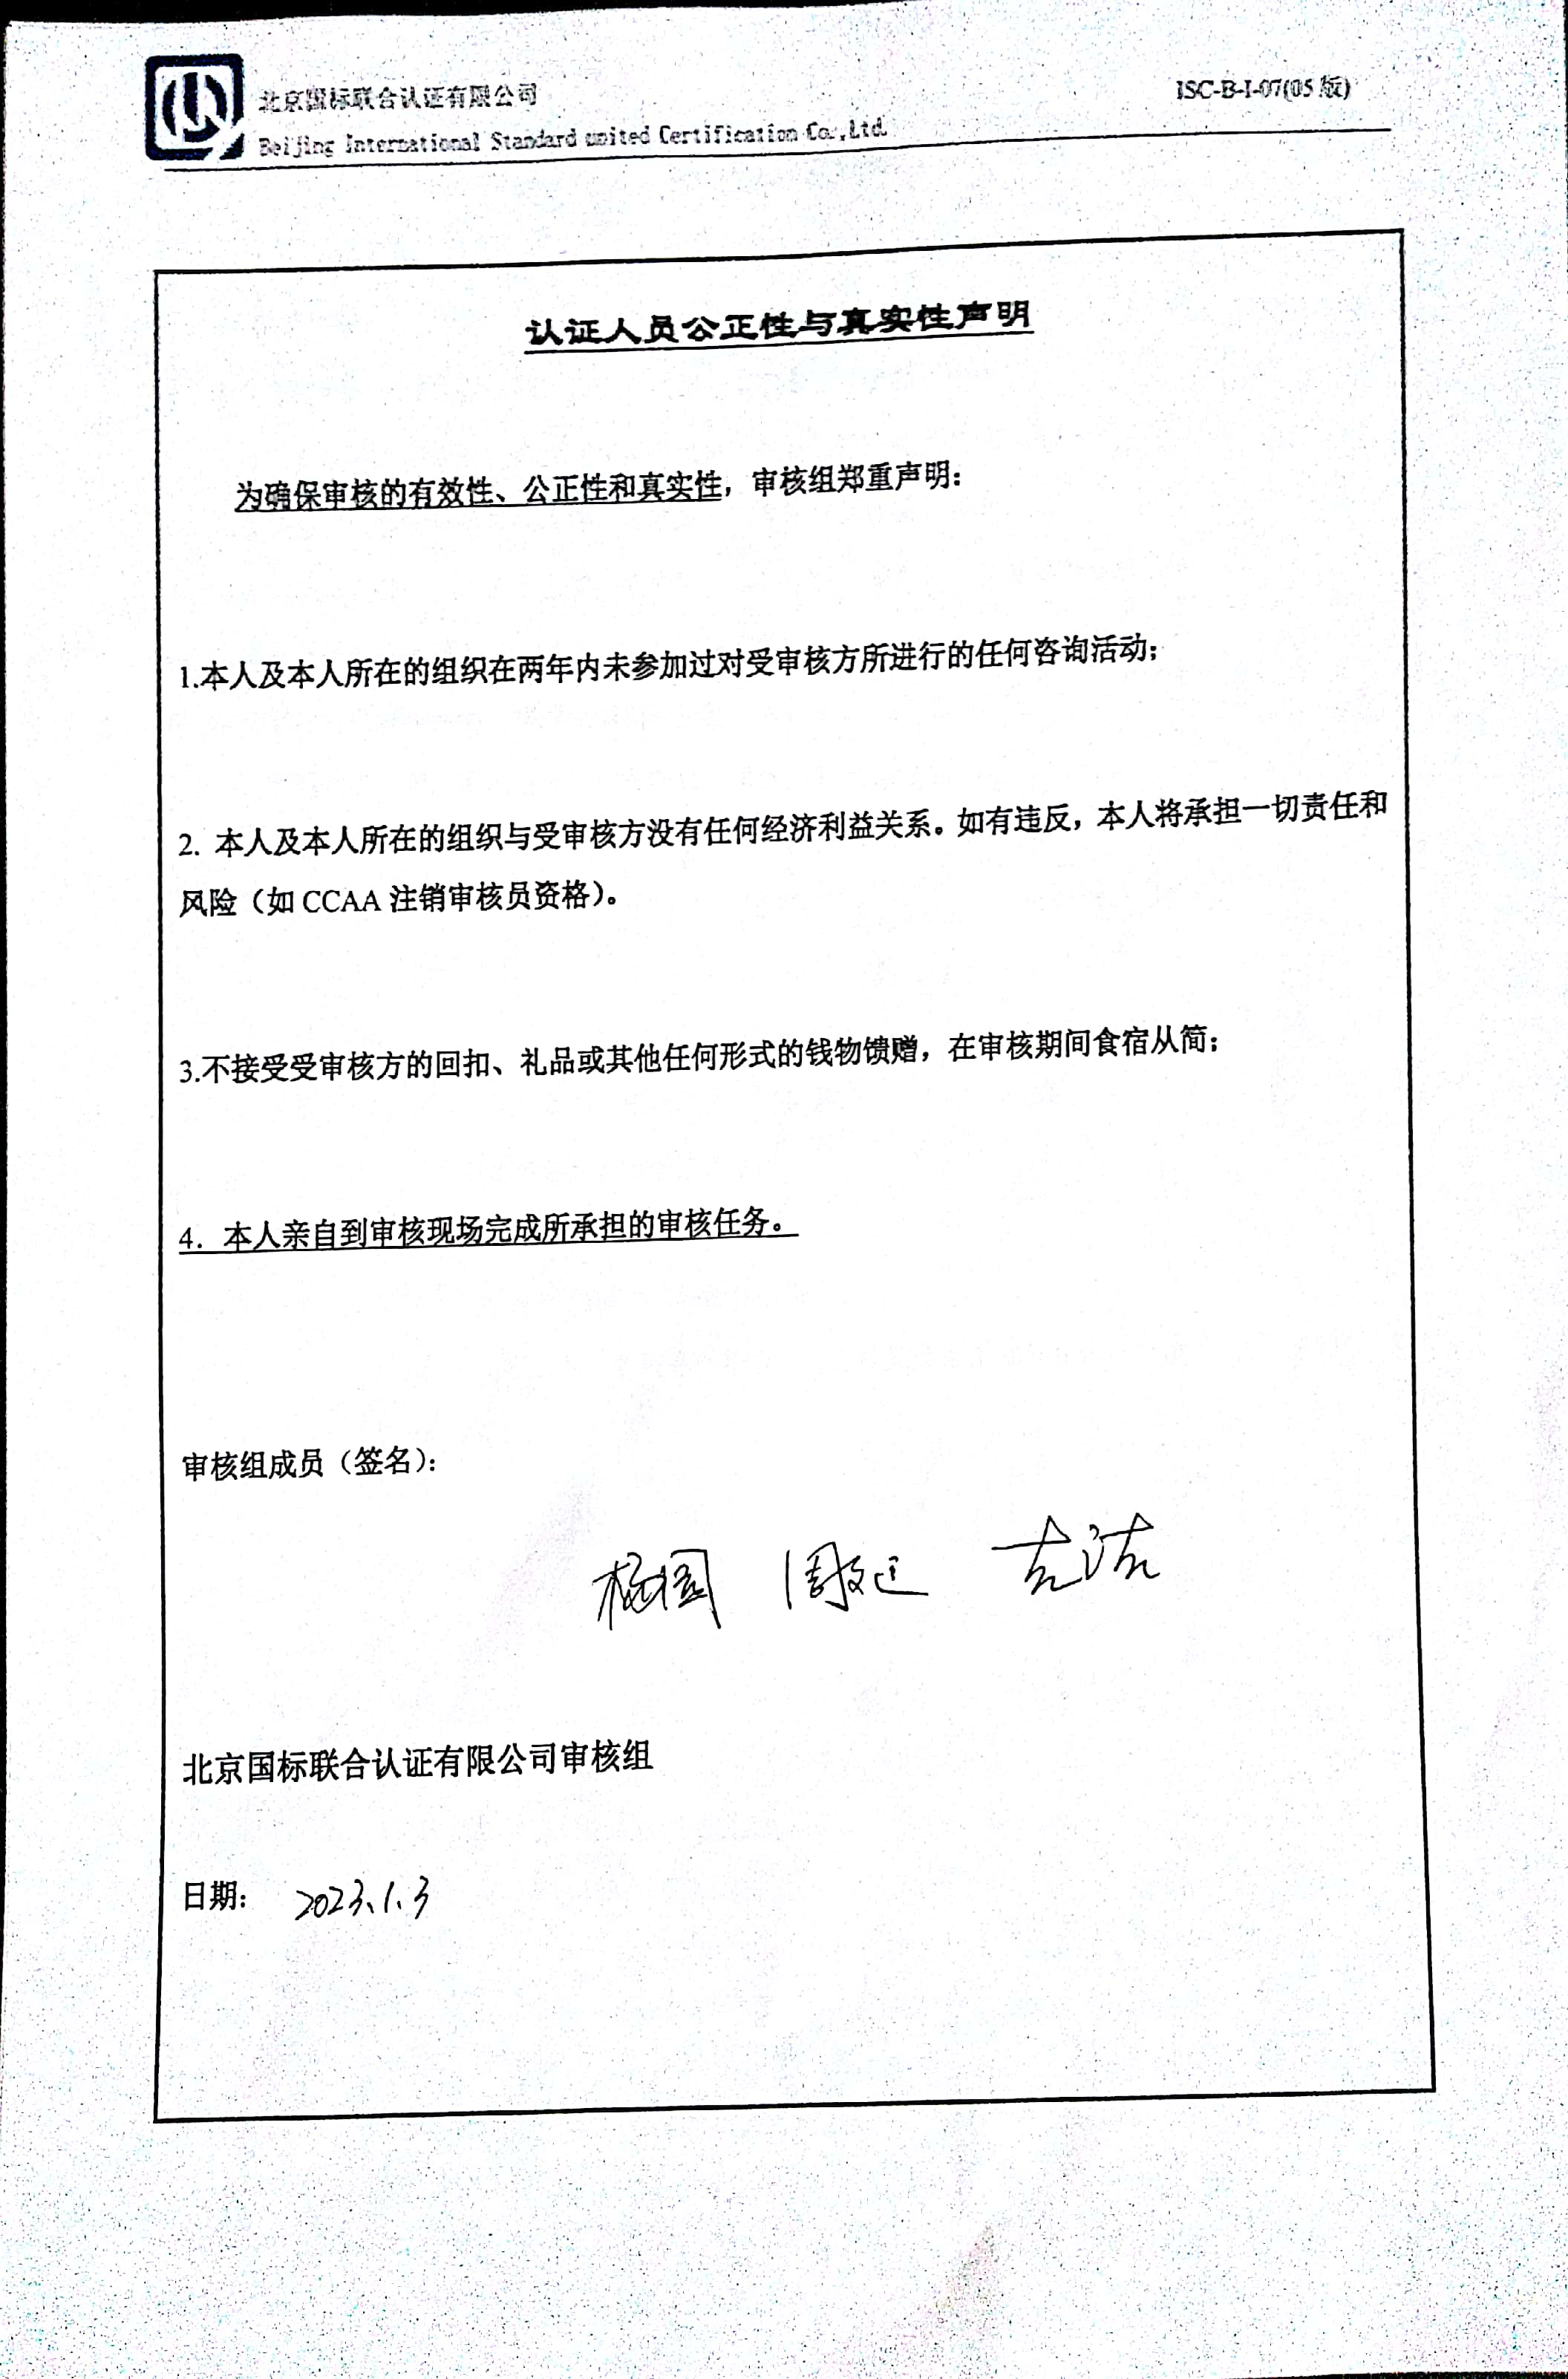 北京国标联合认证有限公司
ISC-B-I-07(05 版)
Beijing International Standard united Certification Co.,Ltd.
认证人员公正性与真实性声明
为确保审核的有效性、公正性和真实性，审核组郑重声明：
1.本人及本人所在的组织在两年内未参加过对受审核方所进行的任何咨询活动；
2. 本人及本人所在的组织与受审核方没有任何经济利益关系。如有违反，本人将承担一切责任和
风险（如 CCAA 注销审核员资格）。
3.不接受受审核方的回扣、礼品或其他任何形式的钱物馈赠，在审核期间食宿从简；
4. 本人亲自到审核现场完成所承担的审核任务。
审核组成员（签名）：
北京国标联合认证有限公司审核组
日期： 2023.1.3